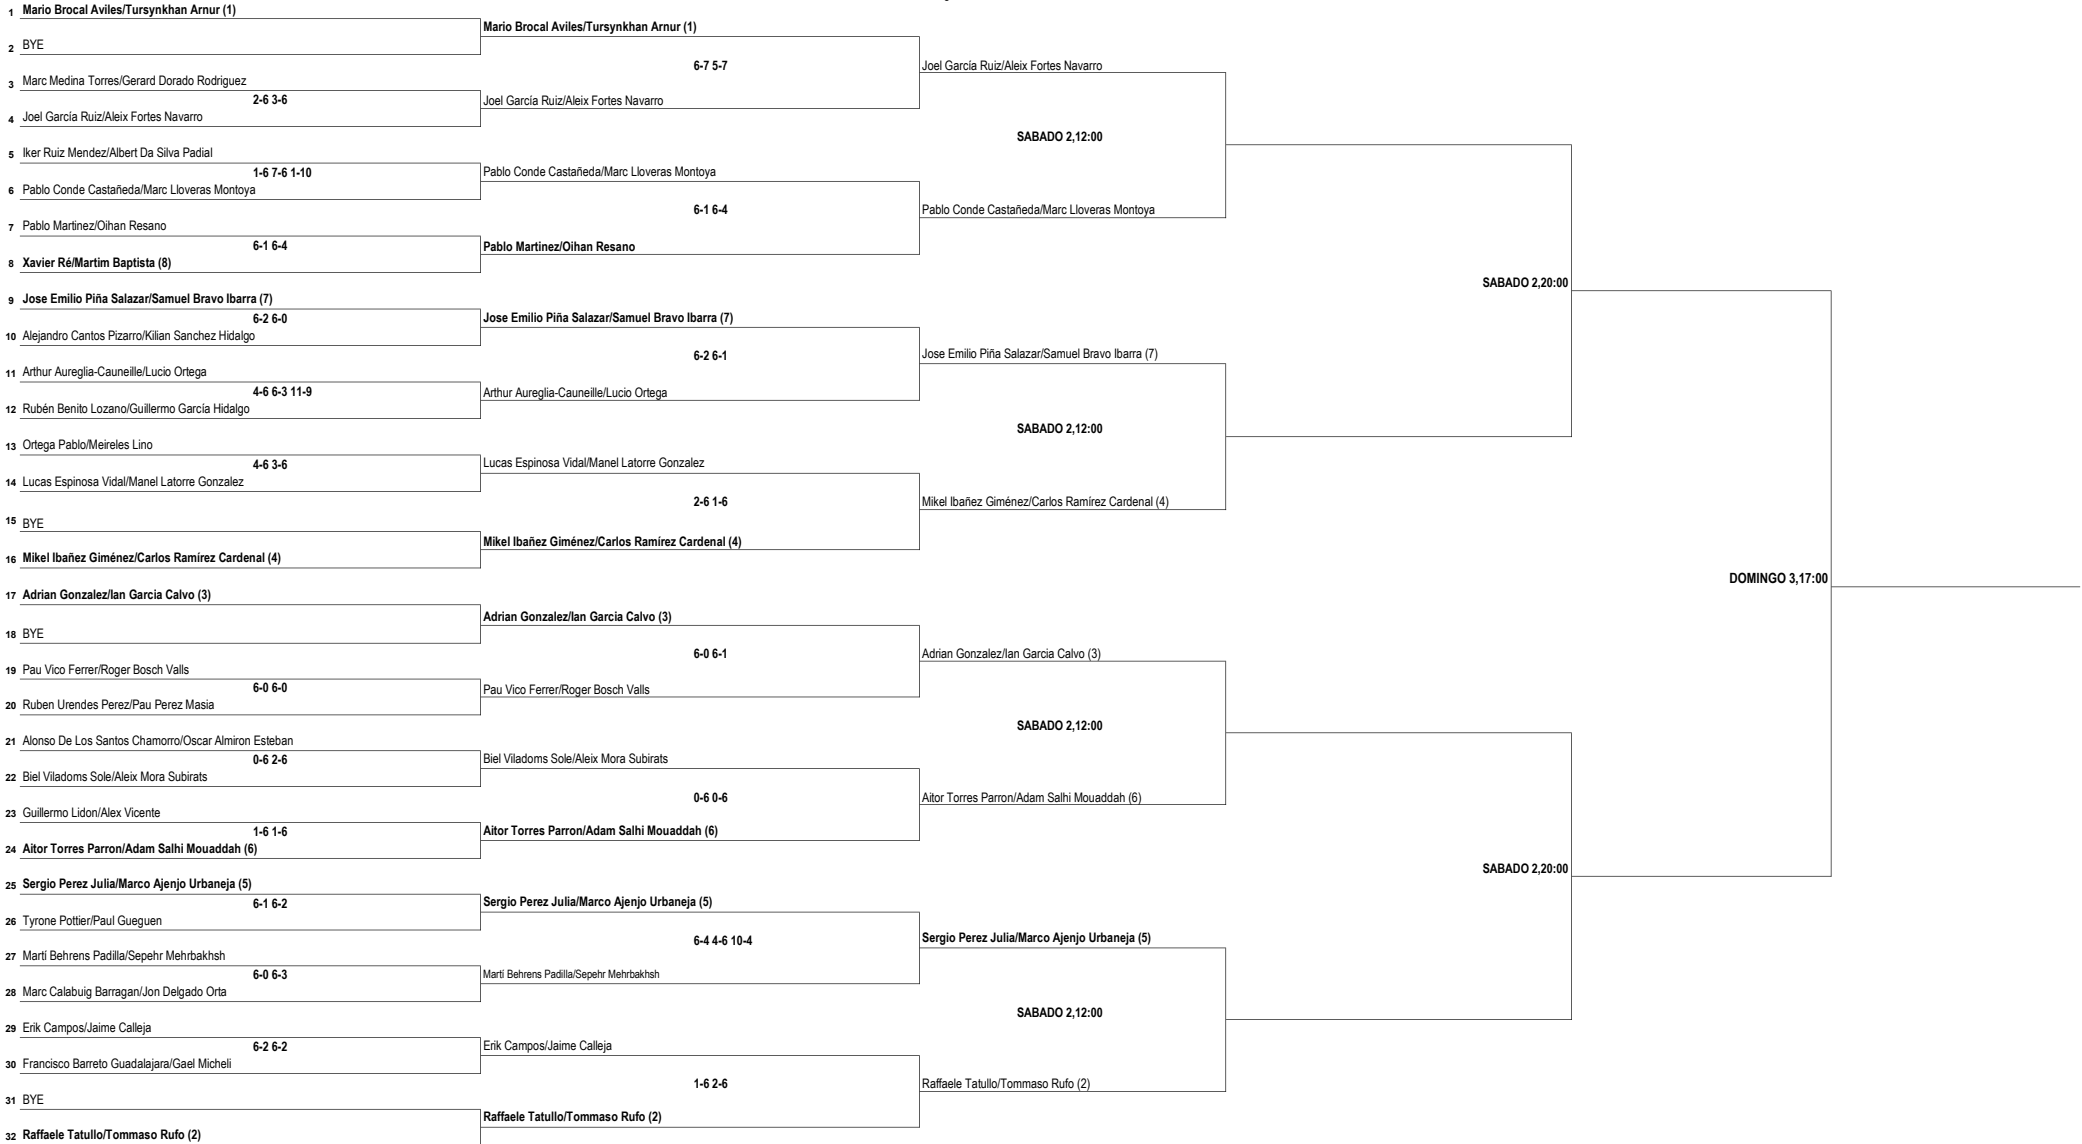 1 Mario Brocal Aviles/Tursynkhan Arnur (1)
Mario Brocal Aviles/Tursynkhan Arnur (1)
2 BYE
6-7 5-7
Joel García Ruiz/Aleix Fortes Navarro
3 Marc Medina Torres/Gerard Dorado Rodriguez
2-6 3-6
Joel García Ruiz/Aleix Fortes Navarro
4 Joel García Ruiz/Aleix Fortes Navarro
SABADO 2,12:00
5 Iker Ruiz Mendez/Albert Da Silva Padial
1-6 7-6 1-10
Pablo Conde Castañeda/Marc Lloveras Montoya
6 Pablo Conde Castañeda/Marc Lloveras Montoya
6-1 6-4
Pablo Conde Castañeda/Marc Lloveras Montoya
7 Pablo Martinez/Oihan Resano
6-1 6-4
Pablo Martinez/Oihan Resano
8 Xavier Ré/Martim Baptista (8)
SABADO 2,20:00
9 Jose Emilio Piña Salazar/Samuel Bravo Ibarra (7)
6-2 6-0
Jose Emilio Piña Salazar/Samuel Bravo Ibarra (7)
10 Alejandro Cantos Pizarro/Kilian Sanchez Hidalgo
6-2 6-1
Jose Emilio Piña Salazar/Samuel Bravo Ibarra (7)
11 Arthur Aureglia-Cauneille/Lucio Ortega
4-6 6-3 11-9
Arthur Aureglia-Cauneille/Lucio Ortega
12 Rubén Benito Lozano/Guillermo García Hidalgo
SABADO 2,12:00
13 Ortega Pablo/Meireles Lino
4-6 3-6
Lucas Espinosa Vidal/Manel Latorre Gonzalez
14 Lucas Espinosa Vidal/Manel Latorre Gonzalez
2-6 1-6
Mikel Ibañez Giménez/Carlos Ramírez Cardenal (4)
15 BYE
Mikel Ibañez Giménez/Carlos Ramírez Cardenal (4)
16 Mikel Ibañez Giménez/Carlos Ramírez Cardenal (4)
DOMINGO 3,17:00
17 Adrian Gonzalez/Ian Garcia Calvo (3)
Adrian Gonzalez/Ian Garcia Calvo (3)
18 BYE
6-0 6-1
Adrian Gonzalez/Ian Garcia Calvo (3)
19 Pau Vico Ferrer/Roger Bosch Valls
6-0 6-0
Pau Vico Ferrer/Roger Bosch Valls
20 Ruben Urendes Perez/Pau Perez Masia
SABADO 2,12:00
21 Alonso De Los Santos Chamorro/Oscar Almiron Esteban
0-6 2-6
Biel Viladoms Sole/Aleix Mora Subirats
22 Biel Viladoms Sole/Aleix Mora Subirats
0-6 0-6
Aitor Torres Parron/Adam Salhi Mouaddah (6)
23 Guillermo Lidon/Alex Vicente
1-6 1-6
Aitor Torres Parron/Adam Salhi Mouaddah (6)
24 Aitor Torres Parron/Adam Salhi Mouaddah (6)
SABADO 2,20:00
25 Sergio Perez Julia/Marco Ajenjo Urbaneja (5)
6-1 6-2
Sergio Perez Julia/Marco Ajenjo Urbaneja (5)
26 Tyrone Pottier/Paul Gueguen
6-4 4-6 10-4
Sergio Perez Julia/Marco Ajenjo Urbaneja (5)
27 Martí Behrens Padilla/Sepehr Mehrbakhsh
6-0 6-3
Martí Behrens Padilla/Sepehr Mehrbakhsh
28 Marc Calabuig Barragan/Jon Delgado Orta
SABADO 2,12:00
29 Erik Campos/Jaime Calleja
6-2 6-2
Erik Campos/Jaime Calleja
30 Francisco Barreto Guadalajara/Gael Micheli
1-6 2-6
Raffaele Tatullo/Tommaso Rufo (2)
31 BYE
Raffaele Tatullo/Tommaso Rufo (2)
32 Raffaele Tatullo/Tommaso Rufo (2)